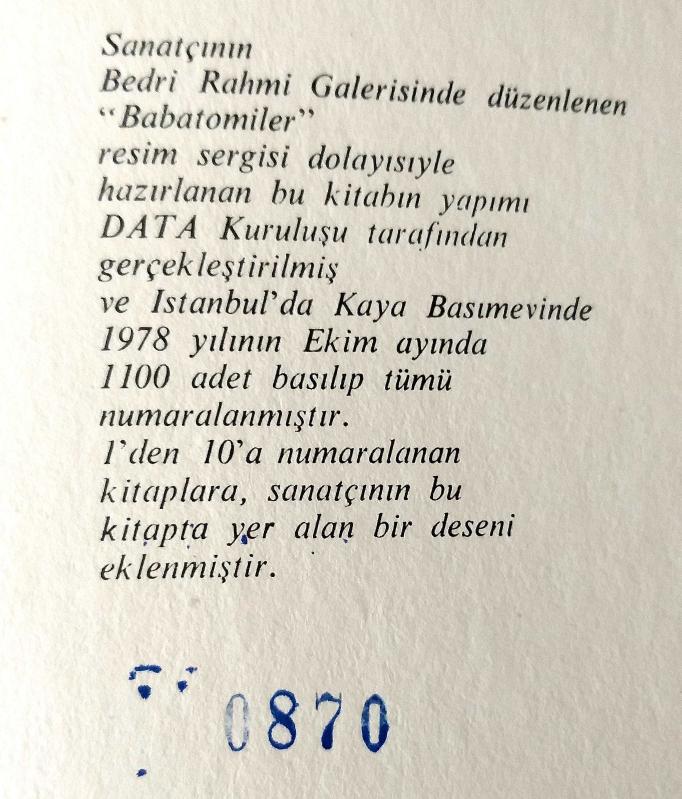 Sanatçının
Bedri Rahmi Galerisinde düzenlenen
“Babatomiler”
resim sergisi dolayısiyle
hazırlanan bu kitabın yapımı
DATA Kuruluşu tarafından
gerçekleştirilmiş
ve Istanbul’da Kaya Basımevinde
1978 yılının Ekim ayında
1100 adet basılıp tümü
numaralanmıştır.
1’den 10’a numaralanan
kitaplara, sanatçının bu
kitapta yer alan bir deseni
eklenmiştir.
0870